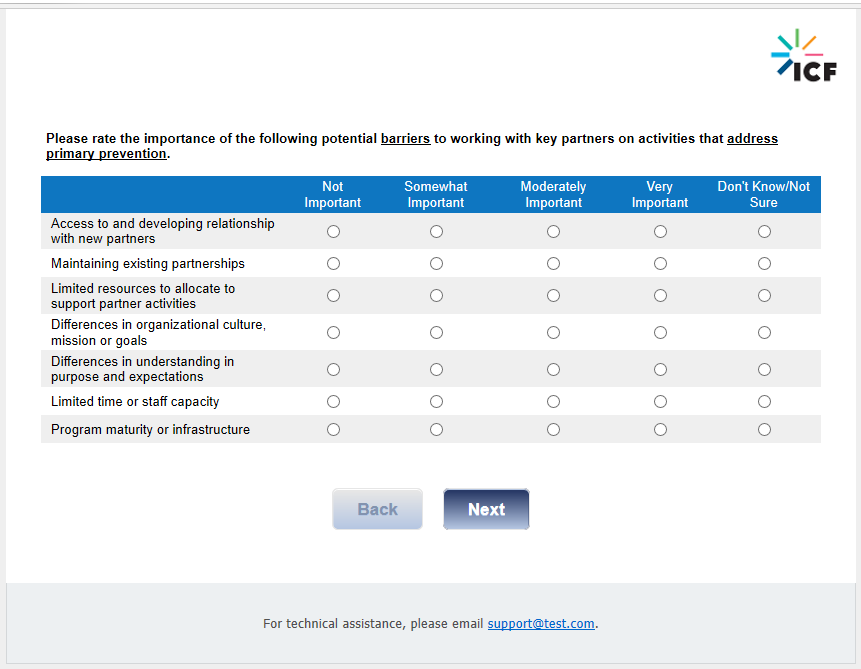 ICF
Please rate the importance of the following potential barriers to working with key partners on activities that address
primary prevention.
Not
Important
Somewhat
Important
Moderately
Important
Very
Important
Don't Know/Not
Sure
Access to and developing relationship
with new partners
Maintaining existing partnerships
Limited resources to allocate to
support partner activities
Differences in organizational culture,
mission or goals
Differences in understanding in
purpose and expectations
Limited time or staff capacity
Program maturity or infrastructure
Back
Next
For technical assistance, please email support@test.com.